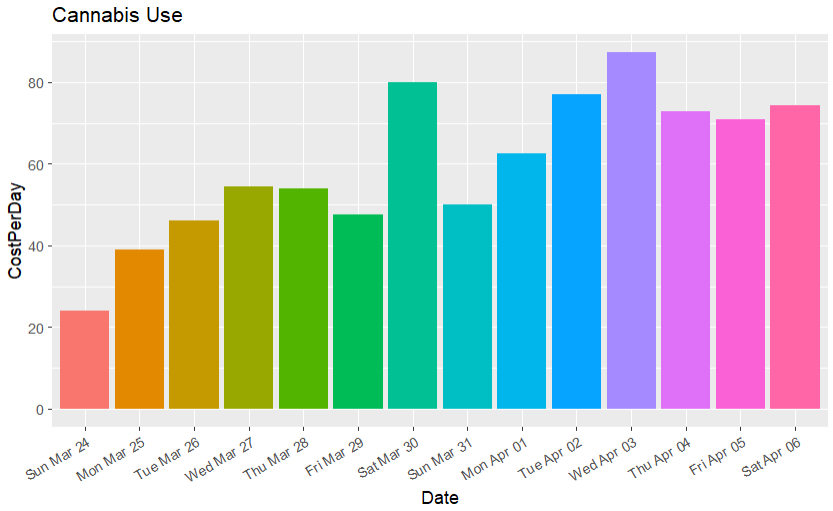 Cannabis Use
CostPerDay
80
60
40
20
0
Sun Mar 24
Mon Mar 25
Tue Mar 26
Wed Mar 27
Thu Mar 28
Fri Mar 29
Sat Mar 30
Sun Mar 31
Mon Apr 01
Tue Apr 02
Wed Apr 03
Thu Apr 04
Fri Apr 05
Sat Apr 06
Date